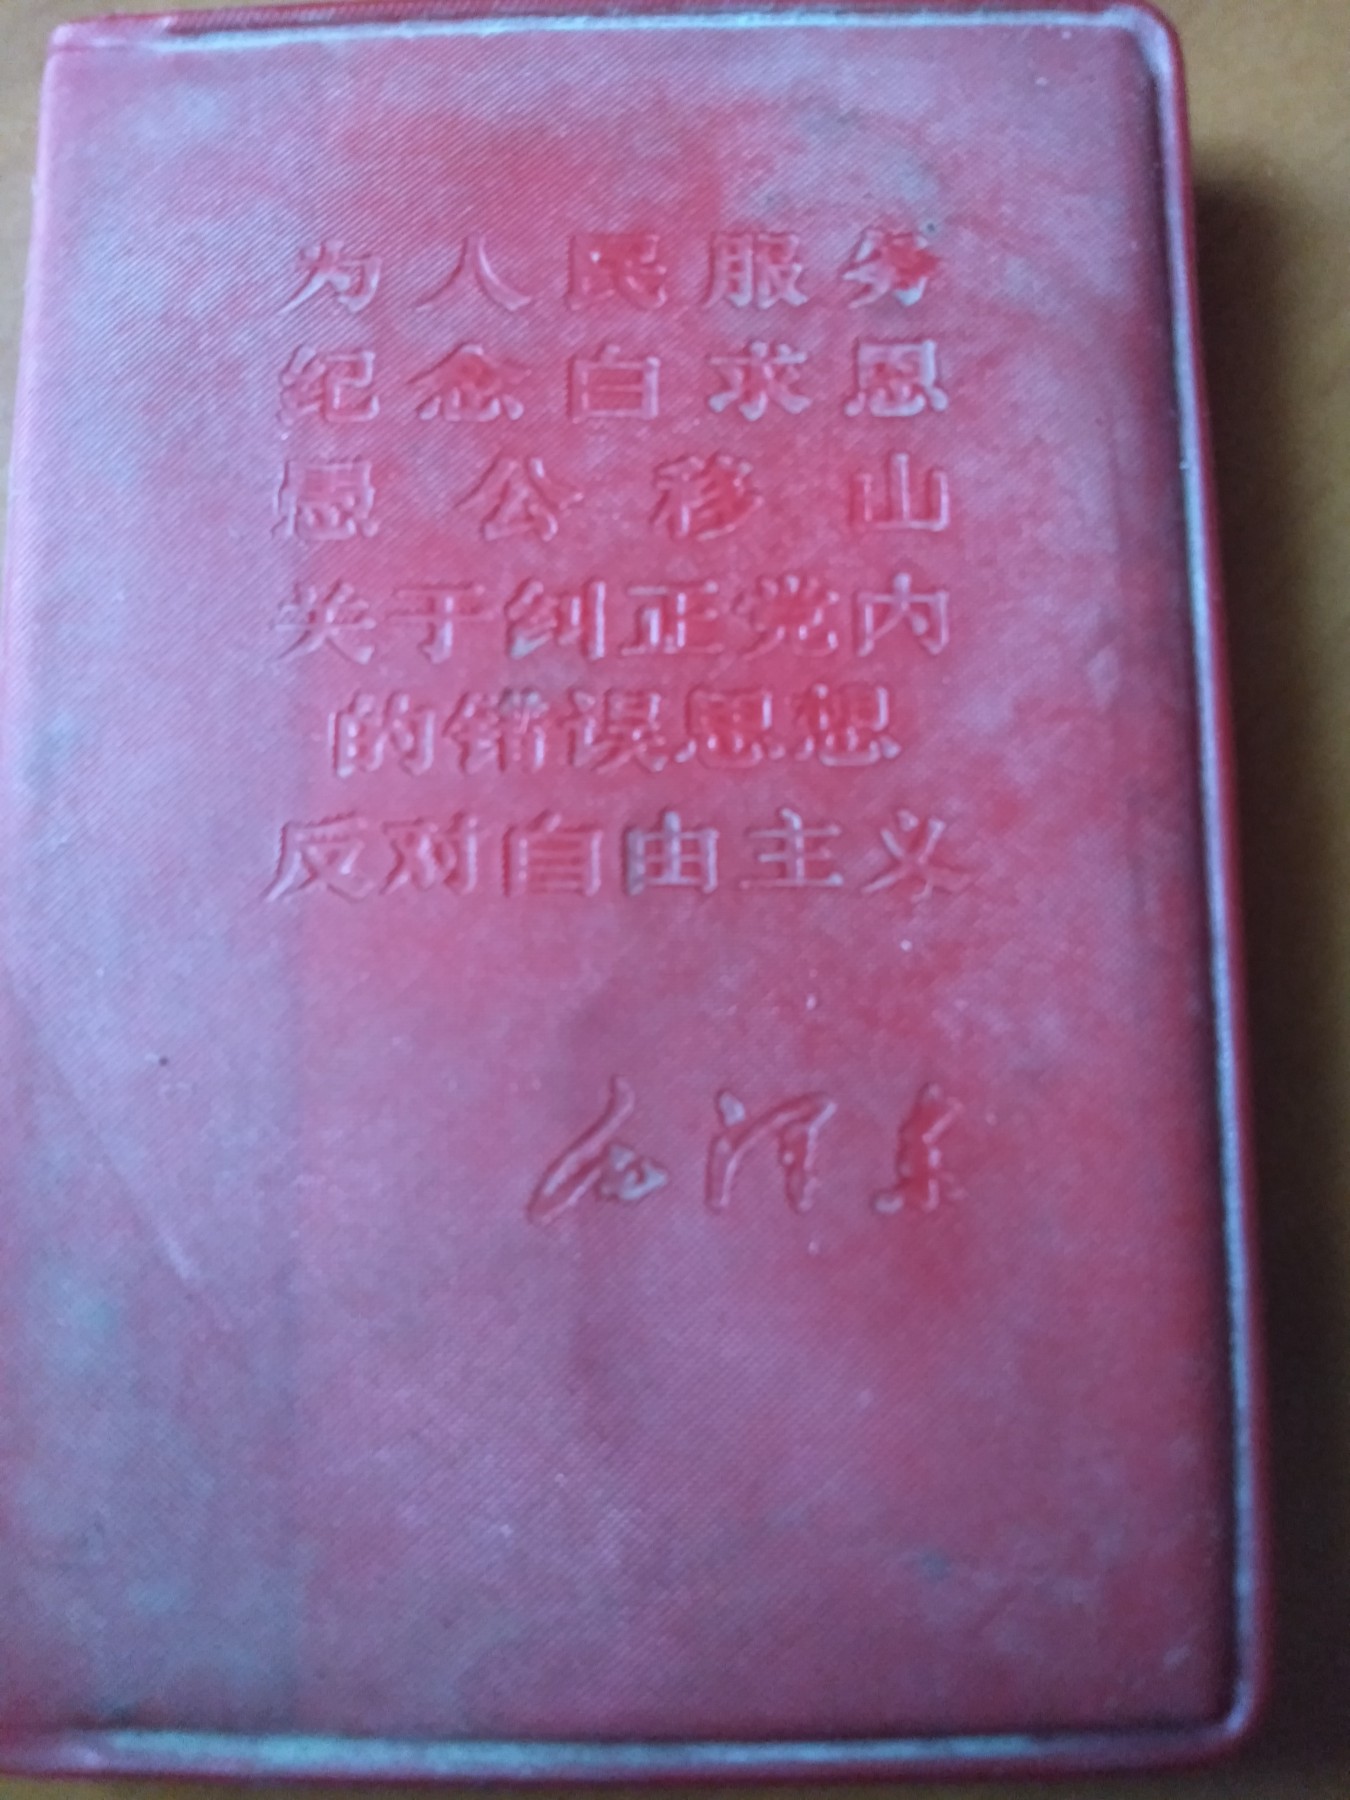 为人民服务
纪念白求恩
愚公移山
关于纠正党内
的错误思想
反对自由主义
毛泽东